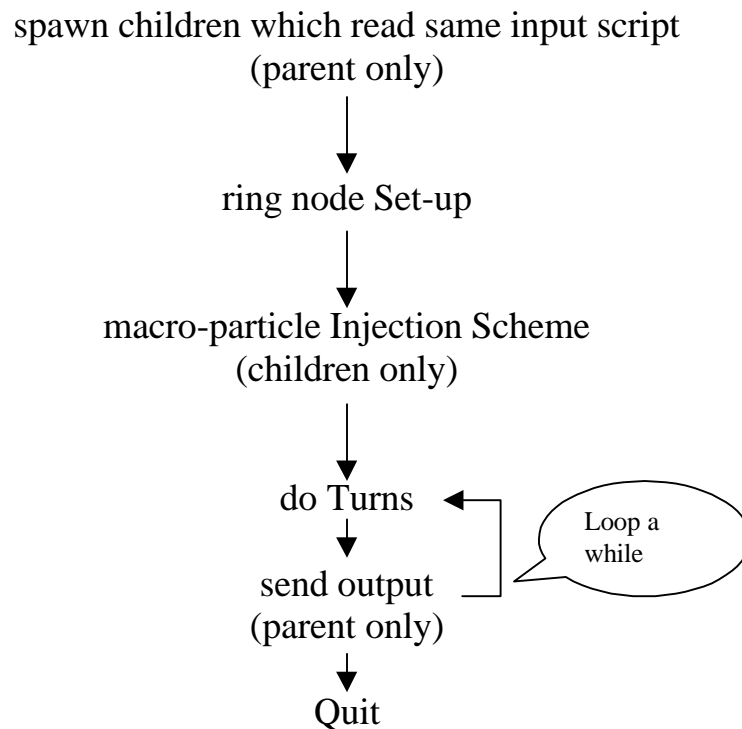 spawn children which read same input script
(parent only)
ring node Set-up
macro-particle Injection Scheme
(children only)
do Turns
Loop a
while
send output
(parent only)
Quit